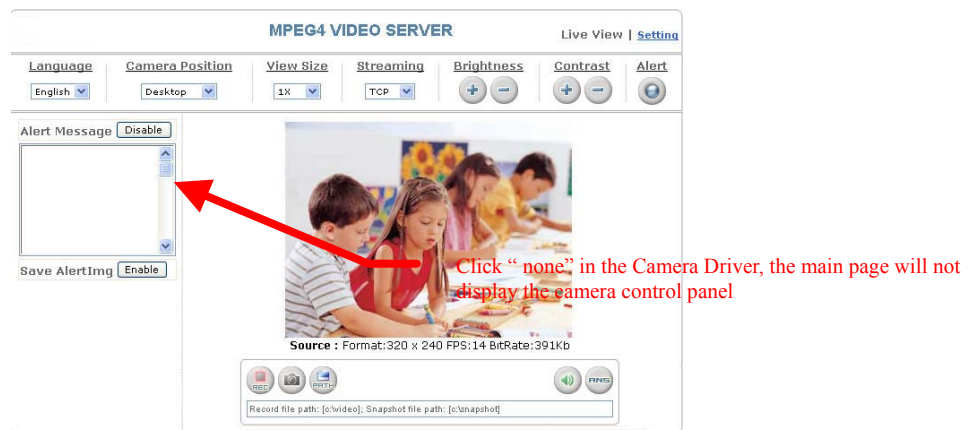 MPEG4 VIDEO SERVER
Live View | Setting
Language Camera Position View Size Streaming Brightness Contrast Alert
English Desktop 1X TCP
Alert Message Disable
Save AlertImg Enable
Click “ none” in the Camera Driver, the main page will not
display the camera control panel
Source : Format:320 x 240 FPS:14 BitRate:391Kb
REC PATH ANS
Record file path: [c:\video]; Snapshot file path: [c:\snapshot]